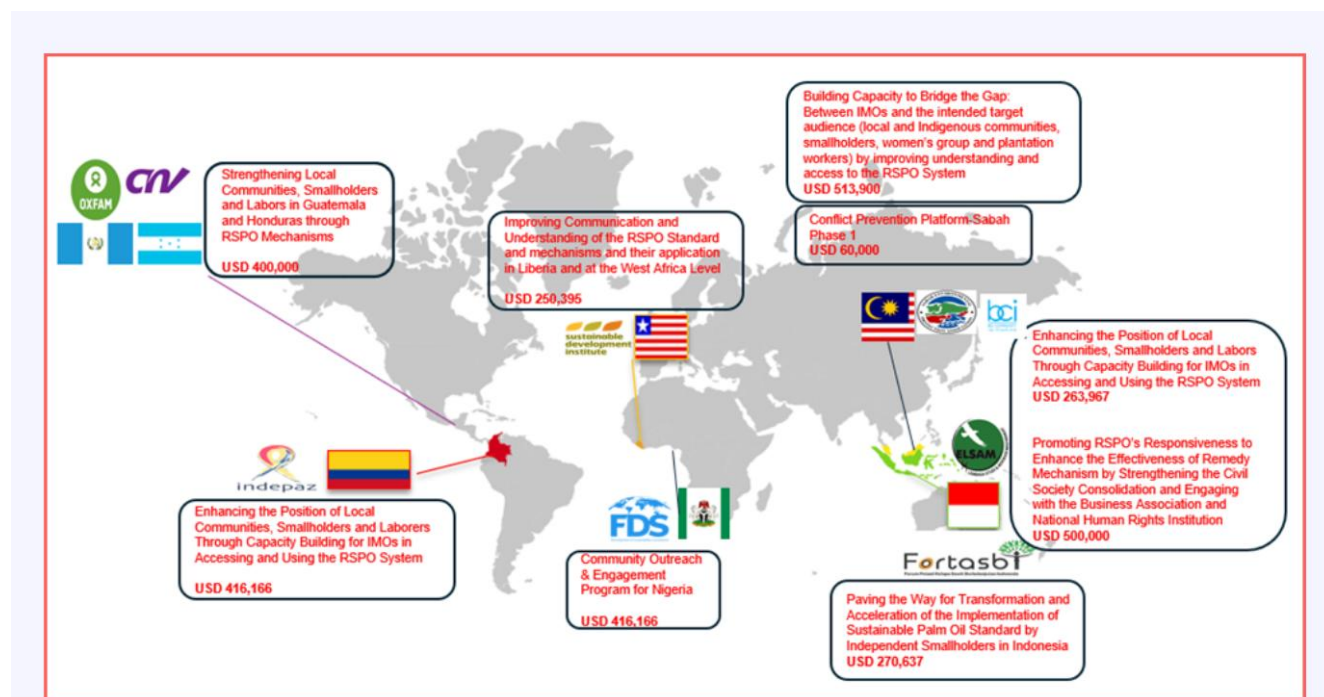 Building Capacity to Bridge the Gap:
Between IMOs and the intended target
audience (local and Indigenous communities,
smallholders, women's group and plantation
workers) by improving understanding and
access to the RSPO System
USD 513,900
Conflict Prevention Platform-Sabah
Phase 1
USD 60,000
OXFAM
CNV
Strengthening Local
Communities, Smallholders
and Labors in Guatemala
and Honduras through
RSPO Mechanisms
USD 400,000
Improving Communication and
Understanding of the RSPO Standard
and mechanisms and their application
in Liberia and at the West Africa Level
USD 250,395
sustainable
development
institute
bci
Enhancing the Position of Local
Communities, Smallholders and Labors
Through Capacity Building for IMOs in
Accessing and Using the RSPO System
USD 263,967
Promoting RSPO's Responsiveness to
Enhance the Effectiveness of Remedy
Mechanism by Strengthening the Civil
Society Consolidation and Engaging
with the Business Association and
National Human Rights Institution
USD 500,000
ELSAM
indepaz
Enhancing the Position of Local
Communities, Smallholders and Laborers
Through Capacity Building for IMOs in
Accessing and Using the RSPO System
USD 416,166
FDS
Community Outreach
& Engagement
Program for Nigeria
USD 416,166
Fortasbi
Paving the Way for Transformation and
Acceleration of the Implementation of
Sustainable Palm Oil Standard by
Independent Smallholders in Indonesia
USD 270,637